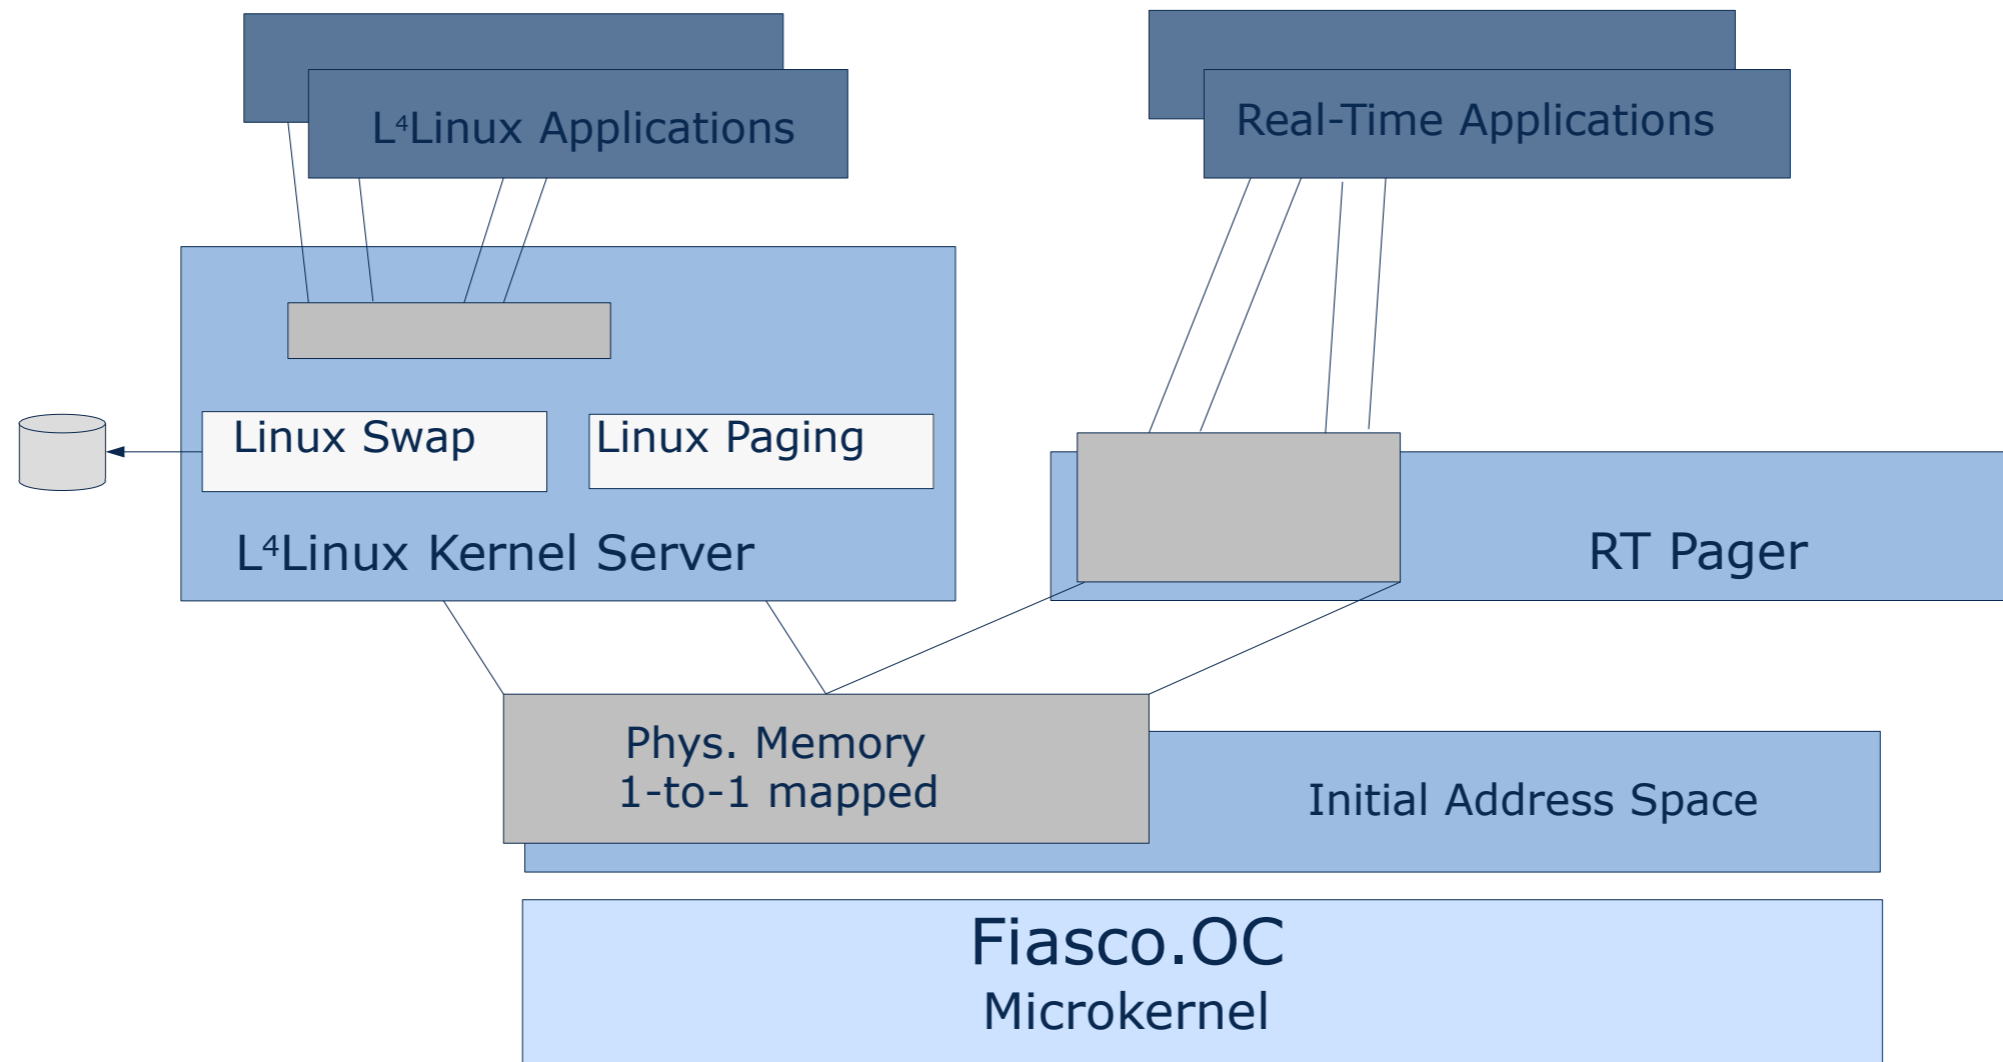 L⁴Linux Applications
Real-Time Applications
Linux Swap
Linux Paging
L⁴Linux Kernel Server
RT Pager
Phys. Memory
1-to-1 mapped
Initial Address Space
Fiasco.OC
Microkernel